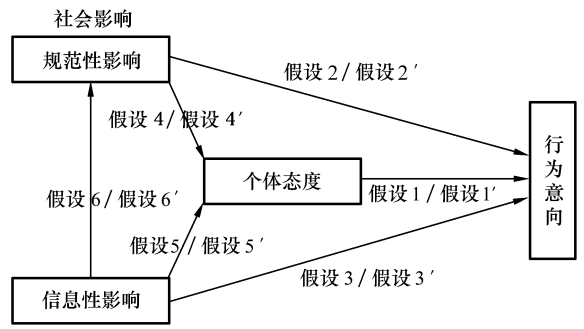 社会影响
规范性影响
假设2/假设2′
假设4/假设4′
个体态度
行为意向
假设1/假设1′
假设6/假设6′
假设5/假设5′
假设3/假设3′
信息性影响